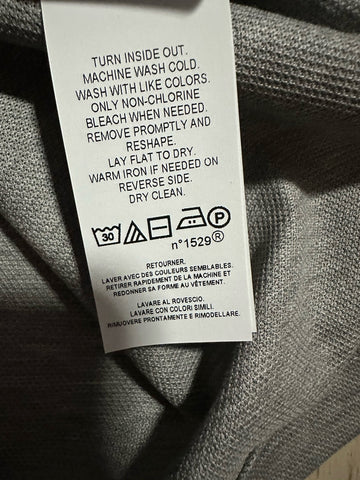 TURN INSIDE OUT.
MACHINE WASH COLD.
WASH WITH LIKE COLORS.
ONLY NON-CHLORINE
BLEACH WHEN NEEDED.
REMOVE PROMPTLY AND
RESHAPE.
LAY FLAT TO DRY.
WARM IRON IF NEEDED ON
REVERSE SIDE.
DRY CLEAN.
30 P
n°1529®
RETOURNER.
LAVER AVEC DES COULEURS SEMBLABLES.
RETIRER RAPIDEMENT DE LA MACHINE ET
REDONNER SA FORME AU VÊTEMENT.
LAVARE AL ROVESCIO.
LAVARE CON COLORI SIMILI.
RIMUOVERE PRONTAMENTE E RIMODELLARE.